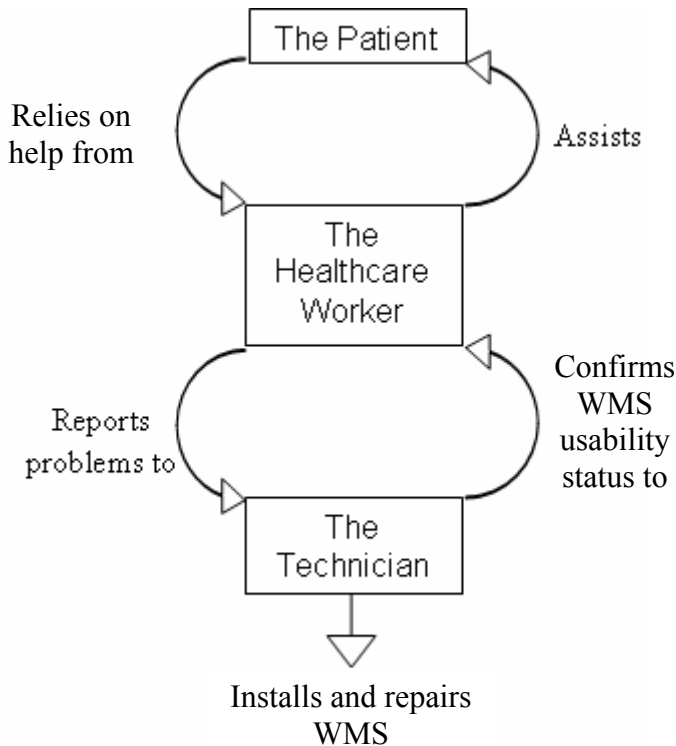 The Patient
Relies on
help from
Assists
The
Healthcare
Worker
Reports
problems to
Confirms
WMS
usability
status to
The
Technician
Installs and repairs
WMS